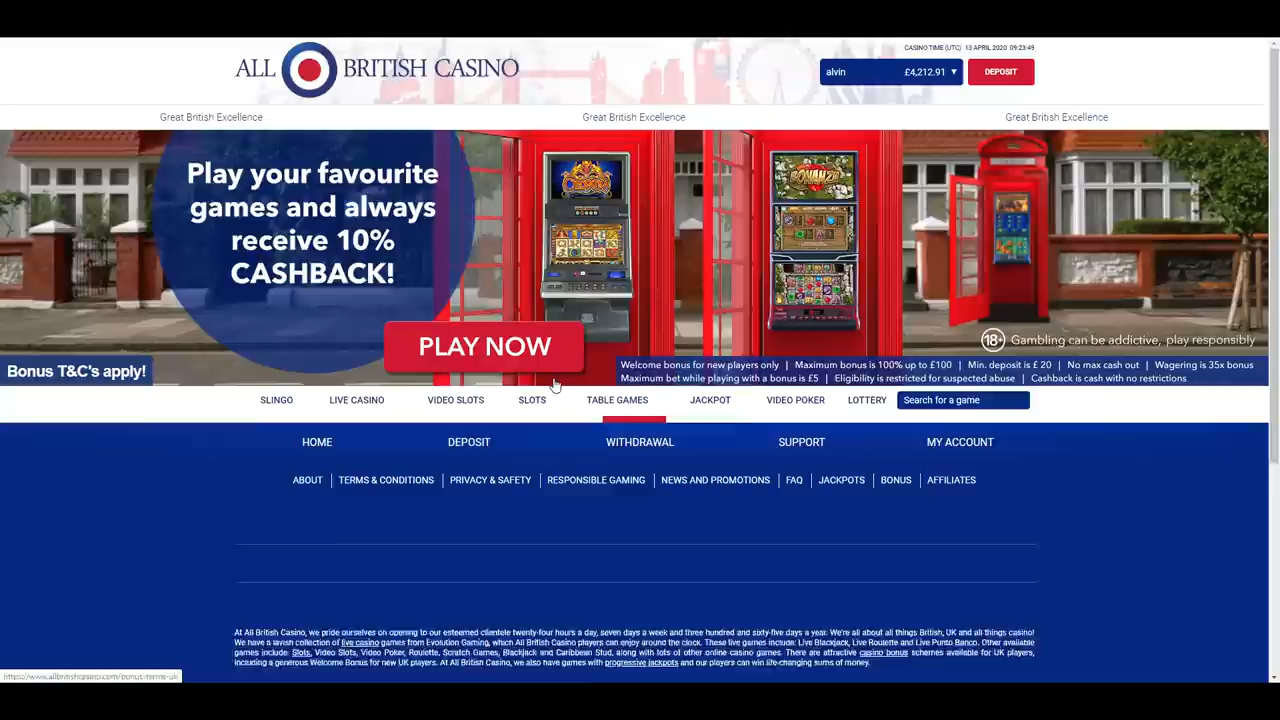 CASINO TIME (UTC) 13 APRIL 2020 09:23:49
ALL BRITISH CASINO
alvin £4,212.91 ▼ DEPOSIT
Great British Excellence Great British Excellence Great British Excellence
Play your favourite
games and always
receive 10%
CASHBACK!
BONANZA
PLAY NOW
18+ Gambling can be addictive, play responsibly
Bonus T&C's apply!
Welcome bonus for new players only | Maximum bonus is 100% up to £100 | Min. deposit is £ 20 | No max cash out | Wagering is 35x bonus
Maximum bet while playing with a bonus is £5 | Eligibility is restricted for suspected abuse | Cashback is cash with no restrictions
SLINGO LIVE CASINO VIDEO SLOTS SLOTS TABLE GAMES JACKPOT VIDEO POKER LOTTERY Search for a game
HOME DEPOSIT WITHDRAWAL SUPPORT MY ACCOUNT
ABOUT | TERMS & CONDITIONS | PRIVACY & SAFETY | RESPONSIBLE GAMING | NEWS AND PROMOTIONS | FAQ | JACKPOTS | BONUS | AFFILIATES
At All British Casino, we pride ourselves on opening to our esteemed clientele twenty-four hours a day, seven days a week and three hundred and sixty-five days a year. We're all about all things British, UK and all things casino!
We have a lavish collection of live casino games from Evolution Gaming, which All British Casino players can enjoy around the clock. These live games include: Live Blackjack, Live Roulette and Live Punto Banco. Other available
games include: Slots, Video Slots, Video Poker, Roulette, Scratch Games, Blackjack and Caribbean Stud, along with lots of other online casino games. There are attractive casino bonus schemes available for UK players,
including a generous Welcome Bonus for new UK players. At All British Casino, we also have games with progressive jackpots and our players can win life-changing sums of money.
https://www.allbritishcasino.com/bonus-terms-uk